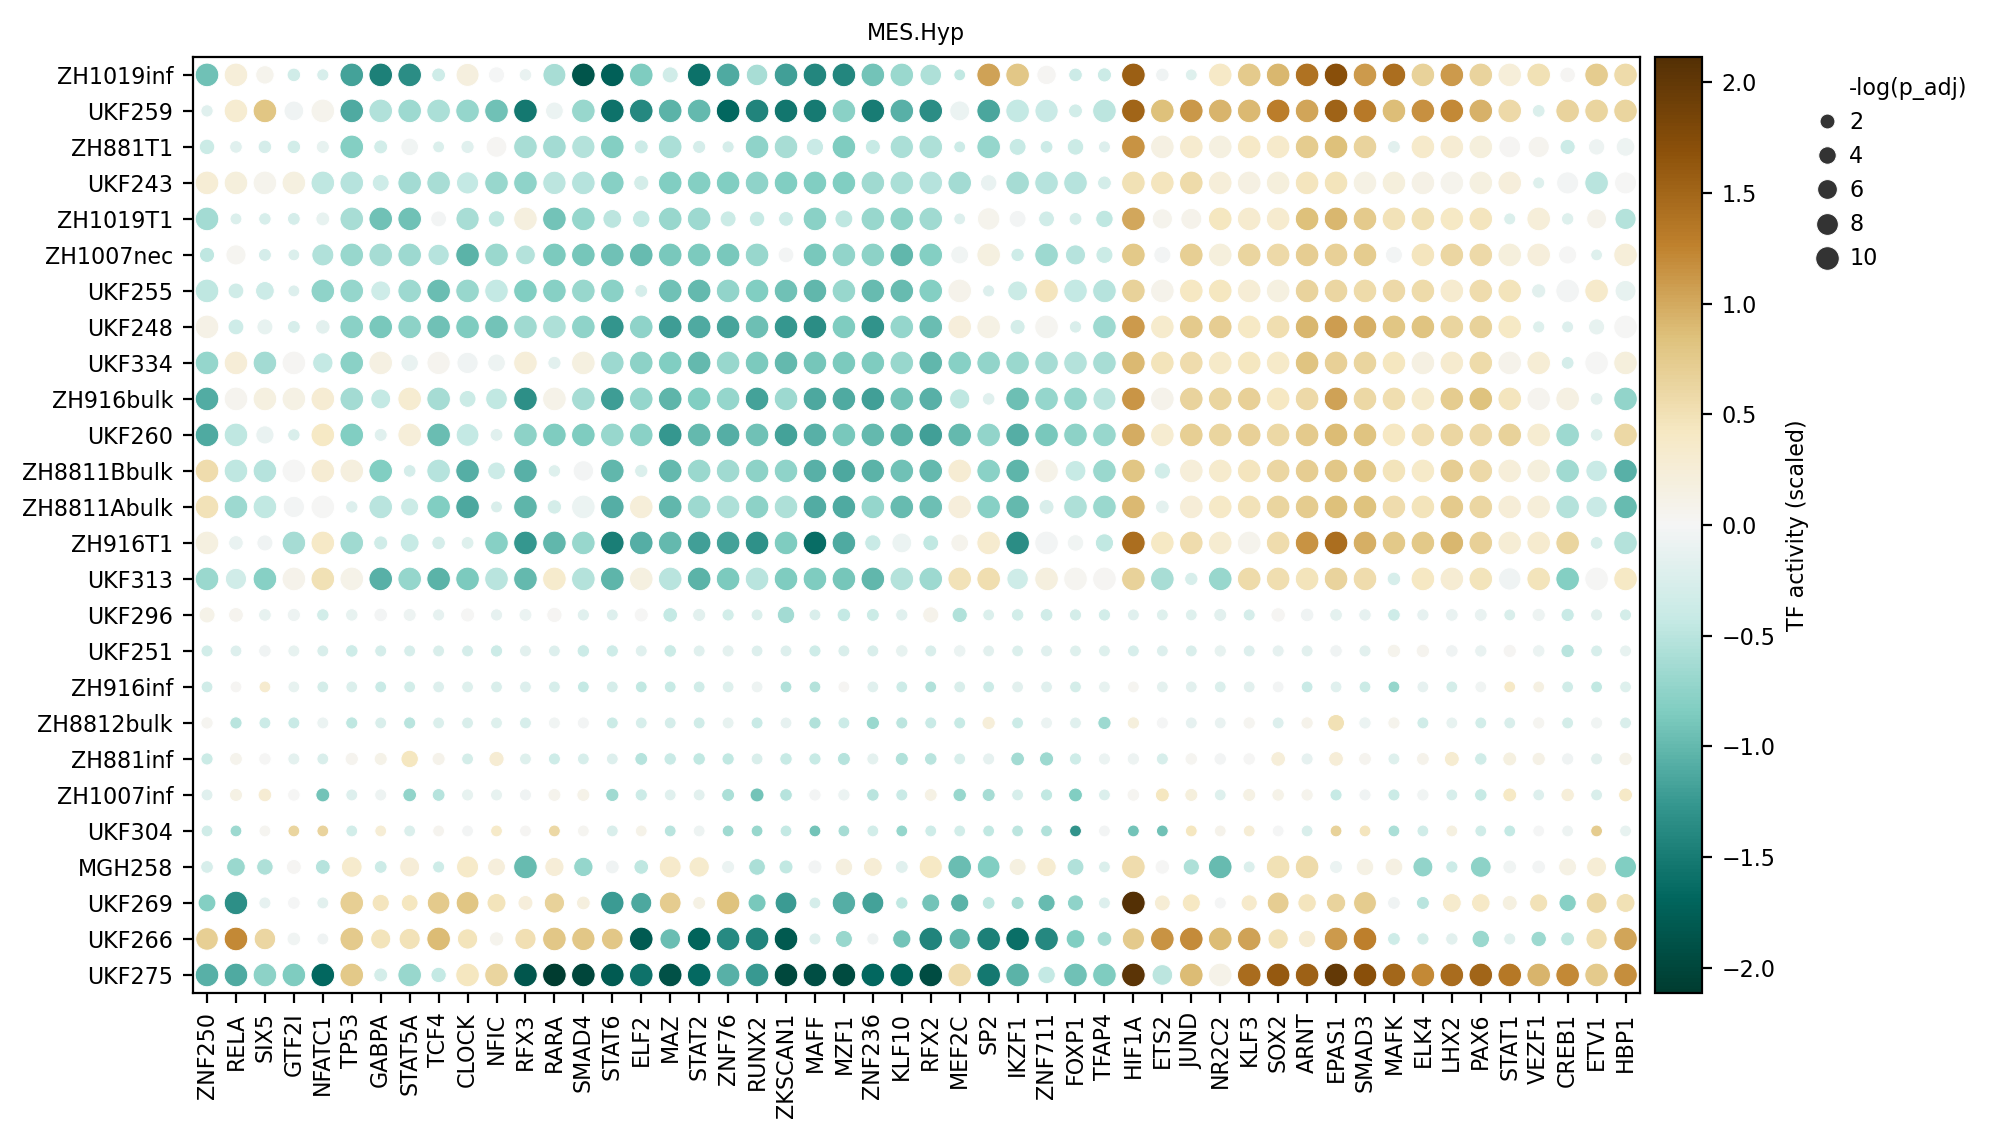 MES.Hyp
ZH1019inf
UKF259
ZH881T1
UKF243
ZH1019T1
ZH1007nec
UKF255
UKF248
UKF334
ZH916bulk
UKF260
ZH8811Bbulk
ZH8811Abulk
ZH916T1
UKF313
UKF296
UKF251
ZH916inf
ZH8812bulk
ZH881inf
ZH1007inf
UKF304
MGH258
UKF269
UKF266
UKF275
ZNF250
RELA
SIX5
GTF2I
NFATC1
TP53
GABPA
STAT5A
TCF4
CLOCK
NFIC
RFX3
RARA
SMAD4
STAT6
ELF2
MAZ
STAT2
ZNF76
RUNX2
ZKSCAN1
MAFF
MZF1
ZNF236
KLF10
RFX2
MEF2C
SP2
IKZF1
ZNF711
FOXP1
TFAP4
HIF1A
ETS2
JUND
NR2C2
KLF3
SOX2
ARNT
EPAS1
SMAD3
MAFK
ELK4
LHX2
PAX6
STAT1
VEZF1
CREB1
ETV1
HBP1
2.0
1.5
1.0
0.5
0.0
−0.5
−1.0
−1.5
−2.0
TF activity (scaled)
-log(p_adj)
2
4
6
8
10